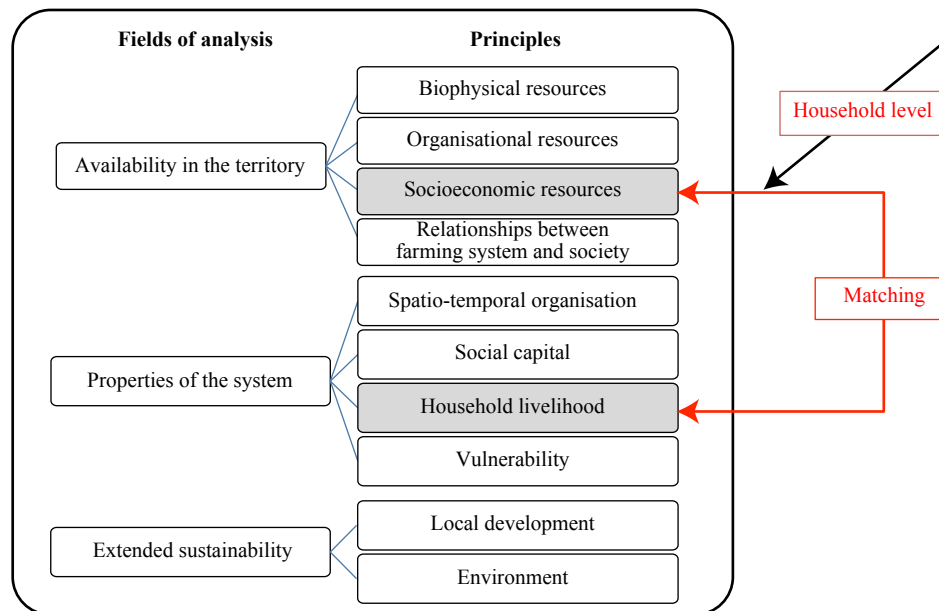 Fields of analysis
Principles
Availability in the territory
Biophysical resources
Organisational resources
Socioeconomic resources
Relationships between
farming system and society
Properties of the system
Spatio-temporal organisation
Social capital
Household livelihood
Vulnerability
Extended sustainability
Local development
Environment
Household level
Matching